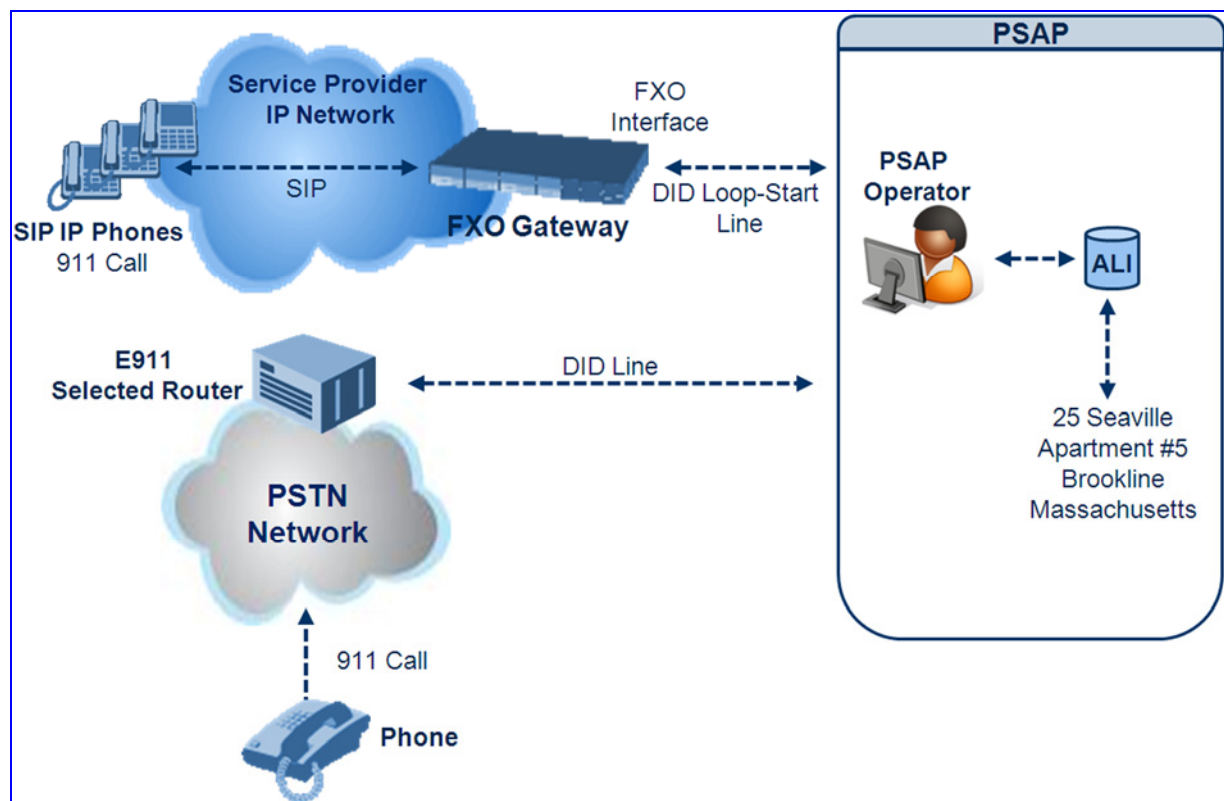 PSAP
Service Provider
IP Network
FXO
Interface
SIP
DID Loop-Start
Line
FXO Gateway
SIP IP Phones
911 Call
PSAP
Operator
ALI
25 Seaville
Apartment #5
Brookline
Massachusetts
E911
Selected Router
DID Line
PSTN
Network
911 Call
Phone